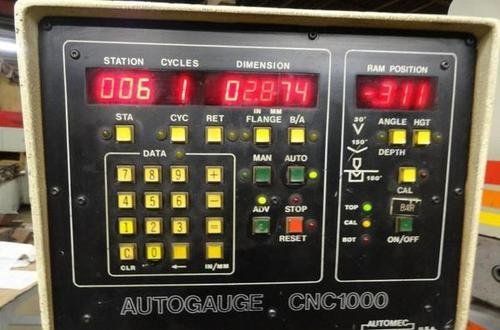 STATION CYCLES DIMENSION
006 1 02874
RAM POSITION
-311
STA CYC RET FLANGE B/A
IN MM
30° ANGLE HGT
150° DEPTH
150°
DATA MAN AUTO
7 8 9 +
4 5 6 -
1 2 3 =
C 0
CLR ← IN/MM
ADV STOP
RESET
CAL
TOP
CAL
BOT ON/OFF
AUTOGAUGE CNC1000
AUTOMEC